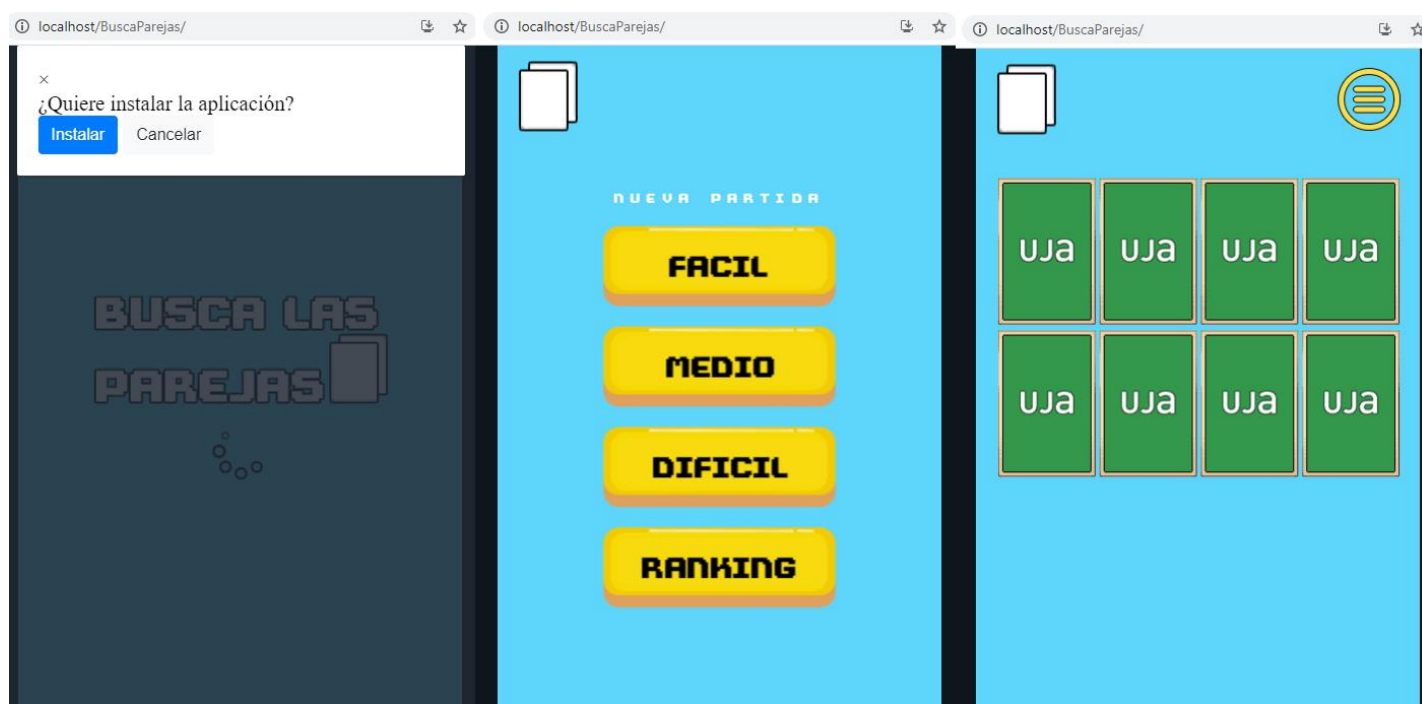 localhost/BuscaParejas/
×
¿Quiere instalar la aplicación?
Instalar Cancelar
BUSCA LAS
PAREJAS
localhost/BuscaParejas/
NUEVA PARTIDA
FACIL
MEDIO
DIFICIL
RANKING
localhost/BuscaParejas/
UJa UJa UJa UJa
UJa UJa UJa UJa